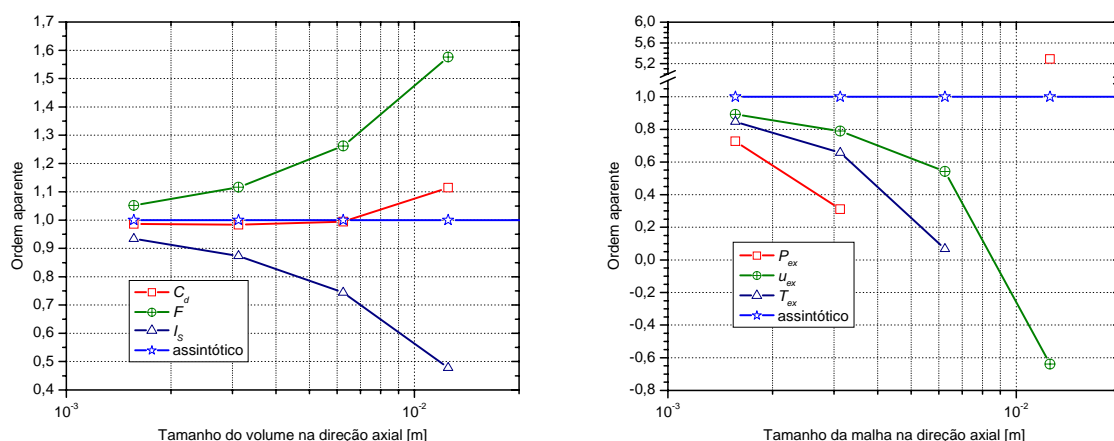 1,7
1,6
1,5
1,4
1,3
1,2
1,1
1,0
0,9
0,8
0,7
0,6
0,5
0,4
Ordem aparente
C_d
F
I_S
assintótico
10^-3
10^-2
Tamanho do volume na direção axial [m]
6,0
5,6
5,2
1,0
0,8
0,6
0,4
0,2
0,0
-0,2
-0,4
-0,6
-0,8
Ordem aparente
P_ex
u_ex
T_ex
assintótico
10^-3
10^-2
Tamanho da malha na direção axial [m]